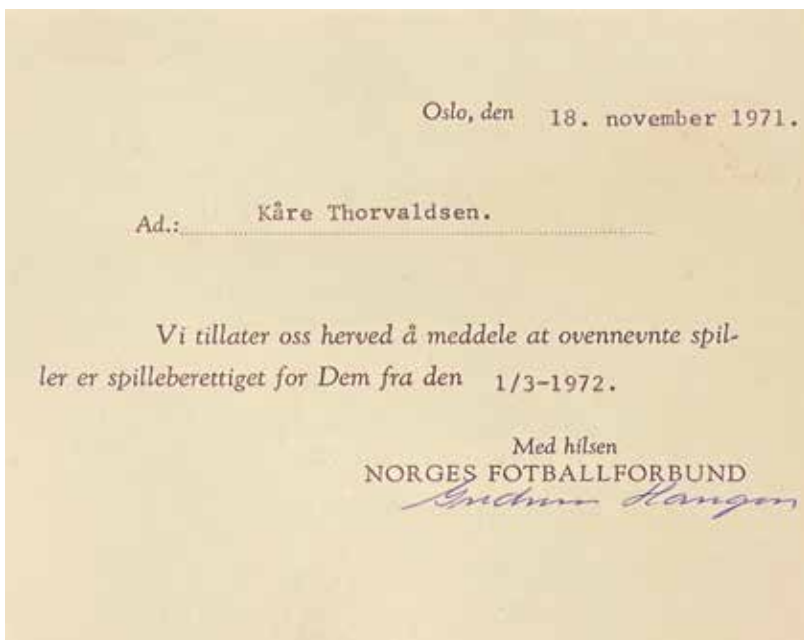 Oslo, den 18. november 1971.
Ad.: Kåre Thorvaldsen.
Vi tillater oss herved å meddele at ovennevnte spil-
ler er spilleberettiget for Dem fra den 1/3-1972.
Med hilsen
NORGES FOTBALLFORBUND
Gudrun